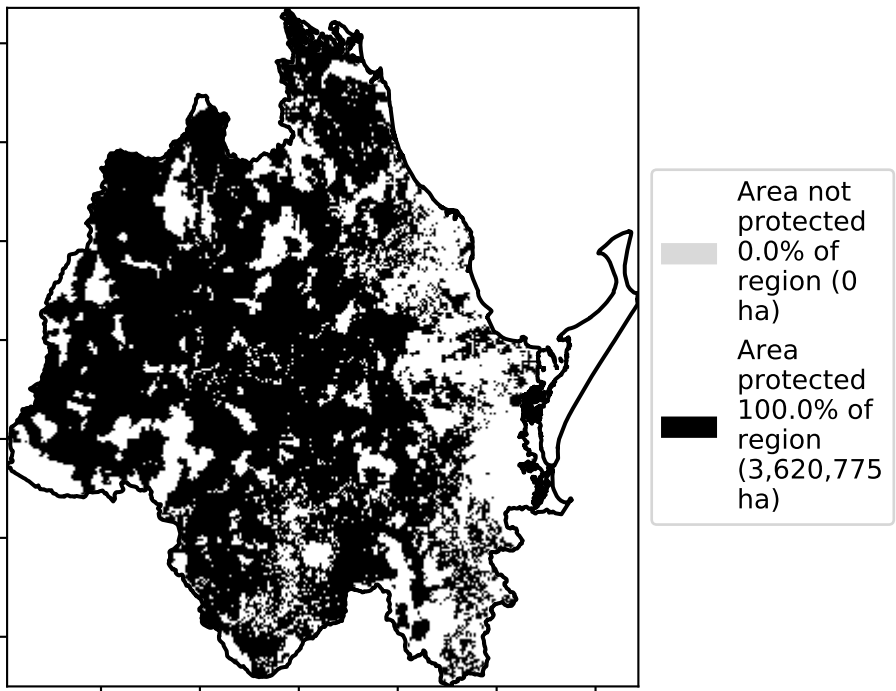 Area not
protected
0.0% of
region (0
ha)
Area
protected
100.0% of
region
(3,620,775
ha)